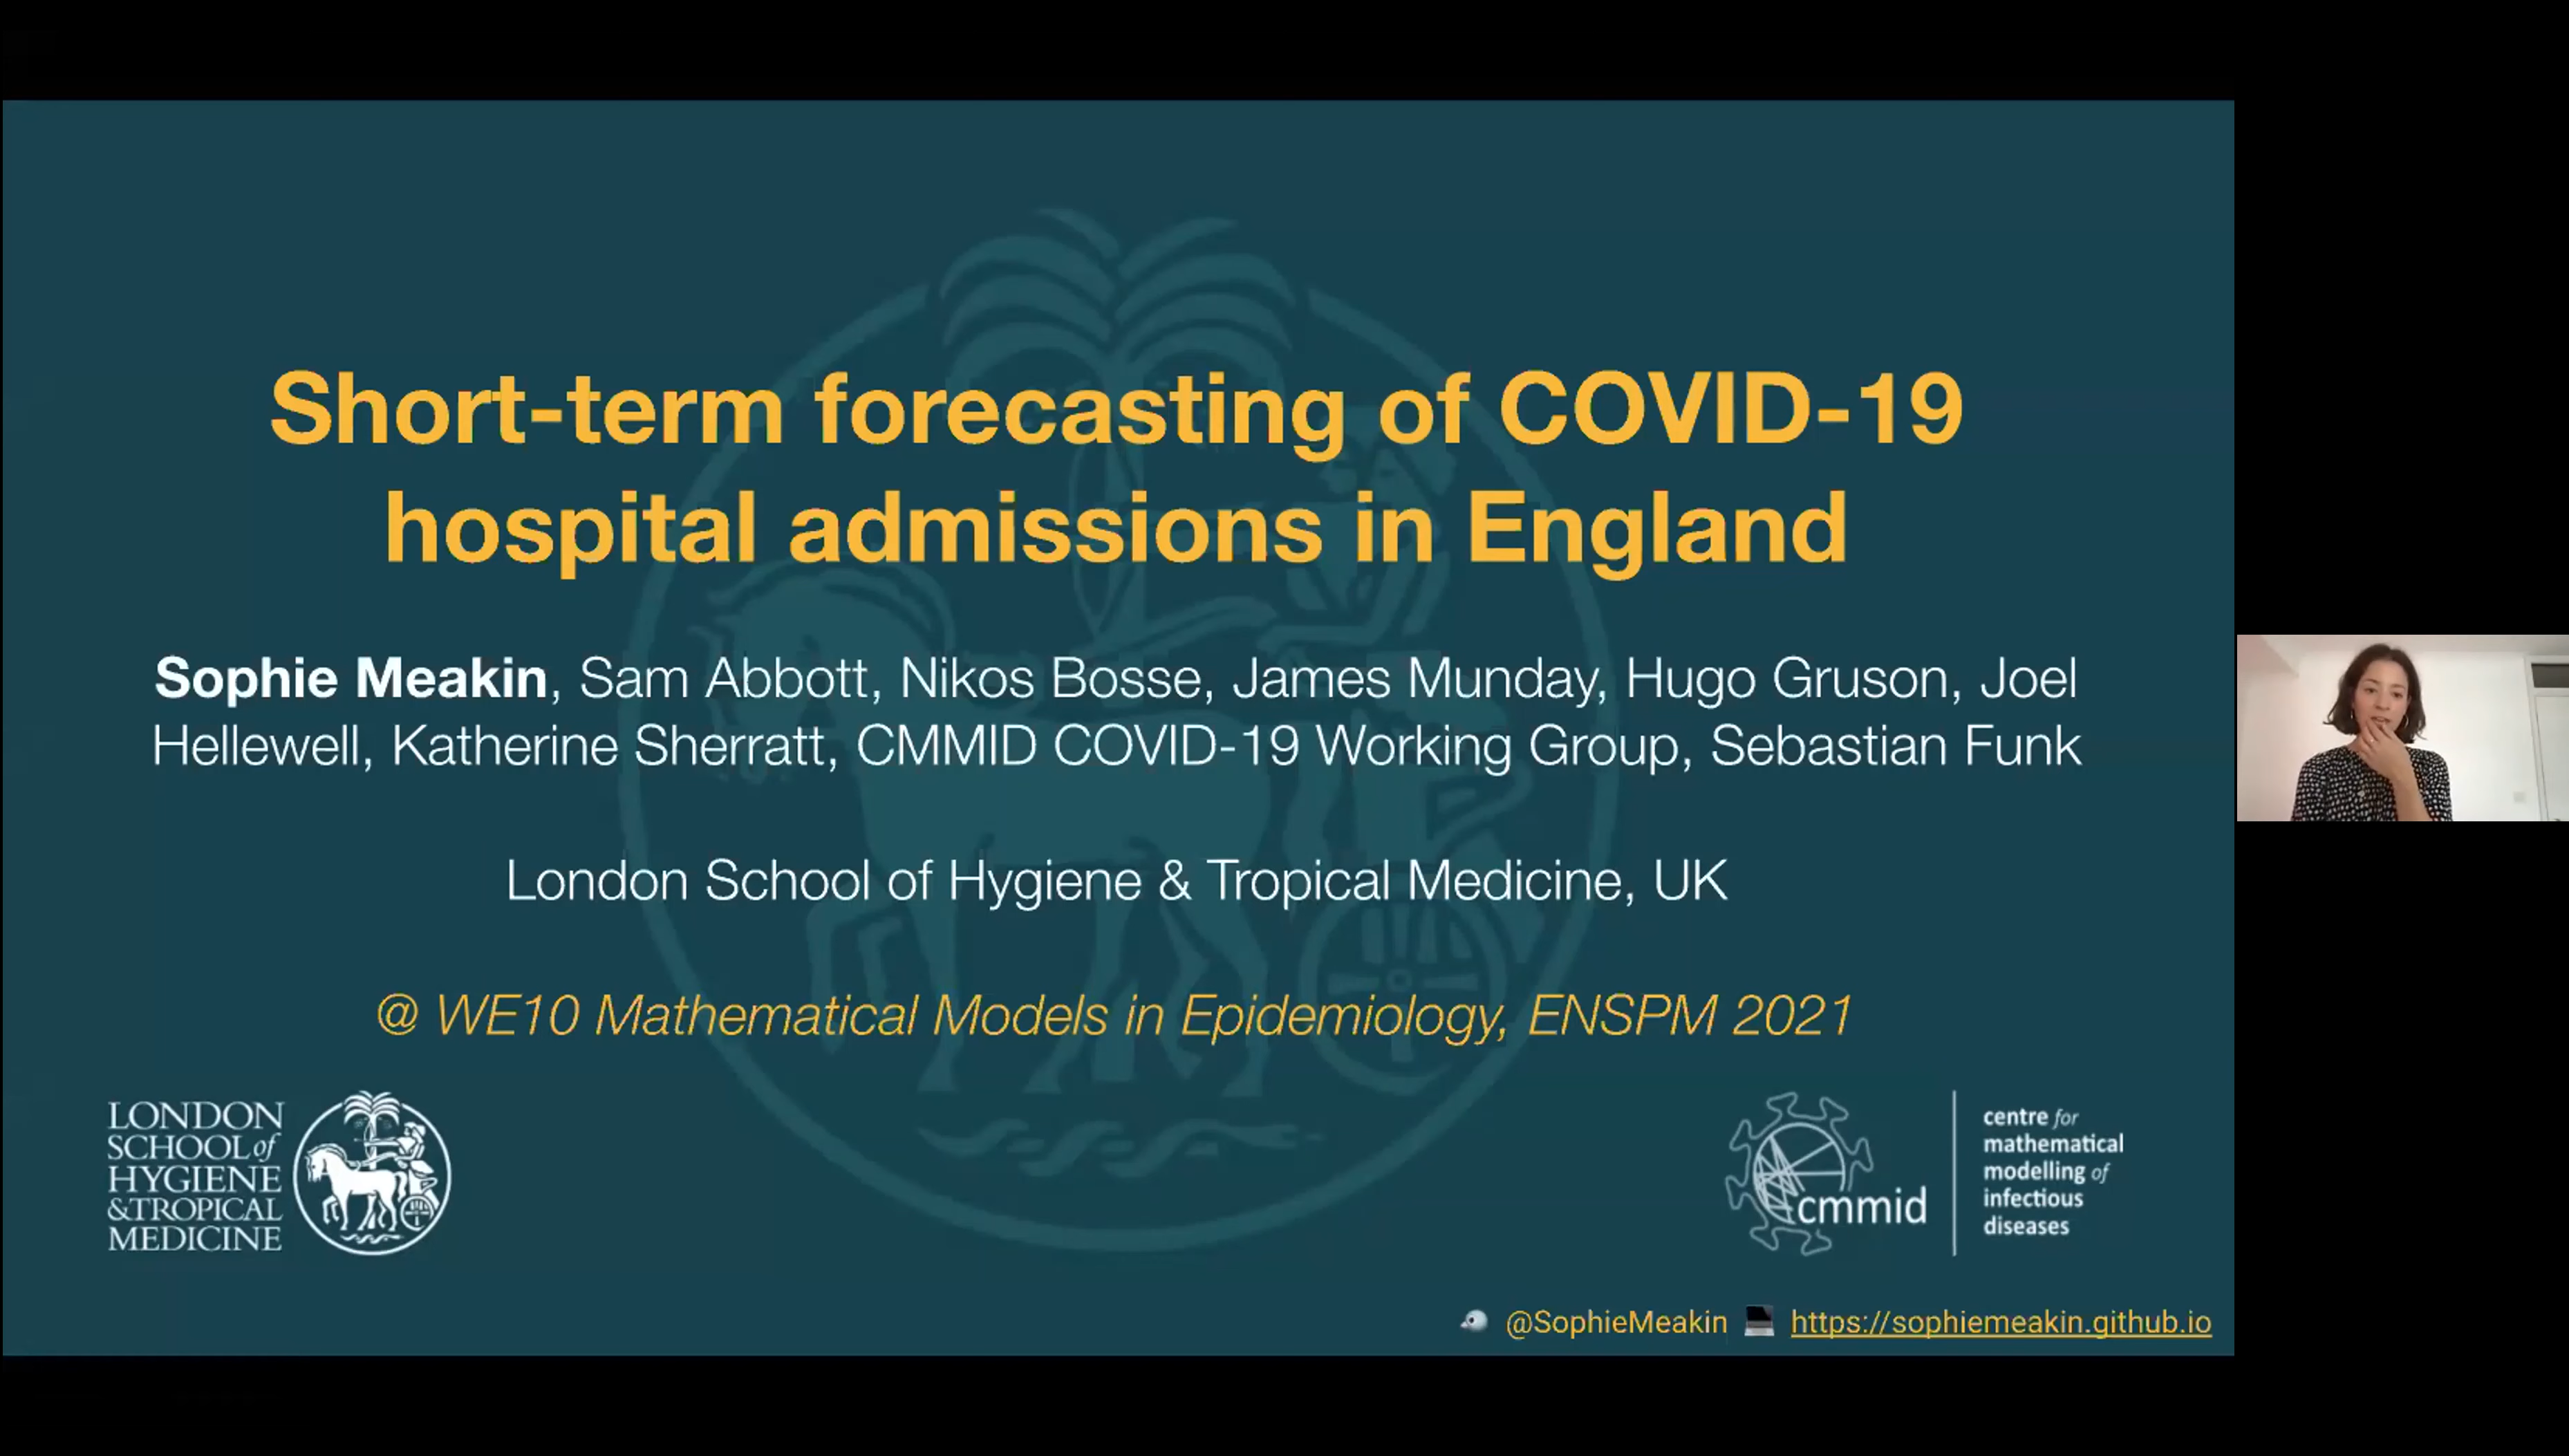 Short-term forecasting of COVID-19
hospital admissions in England
Sophie Meakin, Sam Abbott, Nikos Bosse, James Munday, Hugo Gruson, Joel
Hellewell, Katherine Sherratt, CMMID COVID-19 Working Group, Sebastian Funk
London School of Hygiene & Tropical Medicine, UK
@ WE10 Mathematical Models in Epidemiology, ENSPM 2021
LONDON
SCHOOL of
HYGIENE
& TROPICAL
MEDICINE
cmmid
centre for
mathematical
modelling of
infectious
diseases
@SophieMeakin https://sophiemeakin.github.io